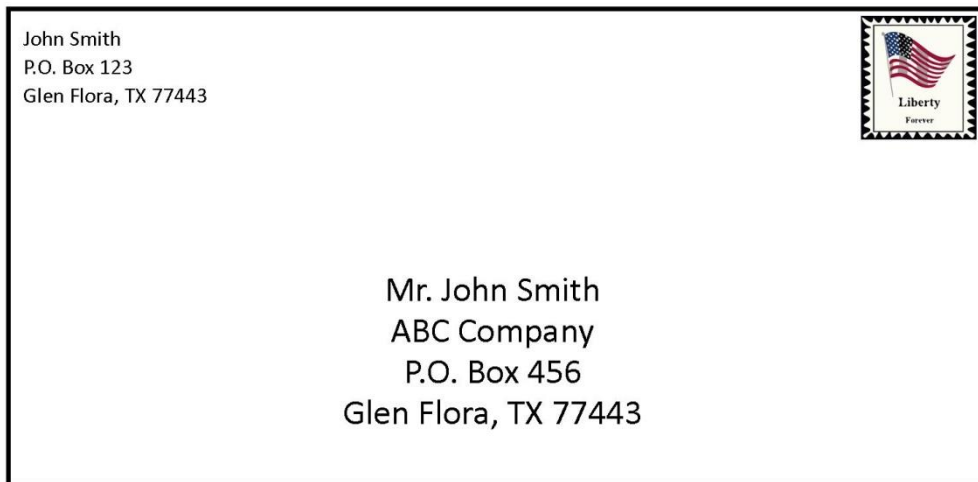 John Smith
P.O. Box 123
Glen Flora, TX 77443
Liberty
Forever
Mr. John Smith
ABC Company
P.O. Box 456
Glen Flora, TX 77443